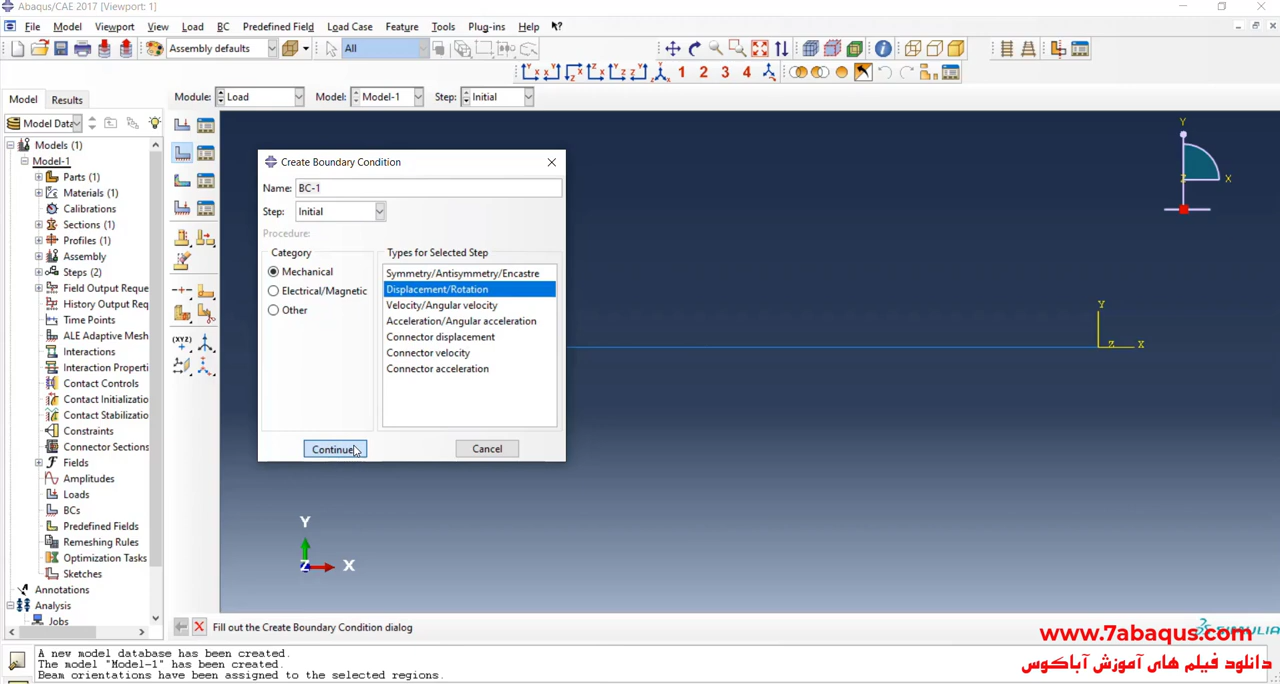 Abaqus/CAE 2017 [Viewport: 1]
File Model Viewport View Load BC Predefined Field Load Case Feature Tools Plug-ins Help
Assembly defaults All
1 2 3 4
Model Results Module: Load Model: Model-1 Step: Initial
Model Data
Models (1)
Model-1
Parts (1)
Materials (1)
Calibrations
Sections (1)
Profiles (1)
Assembly
Steps (2)
Field Output Reque
History Output Req
Time Points
ALE Adaptive Mesh
Interactions
Interaction Properti
Contact Controls
Contact Initializatio
Contact Stabilizatio
Constraints
Connector Sections
Fields
Amplitudes
Loads
BCs
Predefined Fields
Remeshing Rules
Optimization Tasks
Sketches
Annotations
Analysis
Jobs
(XYZ)
Create Boundary Condition
Name: BC-1
Step: Initial
Procedure:
Category
Mechanical
Electrical/Magnetic
Other
Types for Selected Step
Symmetry/Antisymmetry/Encastre
Displacement/Rotation
Velocity/Angular velocity
Acceleration/Angular acceleration
Connector displacement
Connector velocity
Connector acceleration
Continue Cancel
Y
Z X
Y
Z X
Y
Z X
Fill out the Create Boundary Condition dialog
SIMULIA
www.7abaqus.com
دانلود فیلم های آموزش آباکوس
A new model database has been created.
The model "Model-1" has been created.
Beam orientations have been assigned to the selected regions.